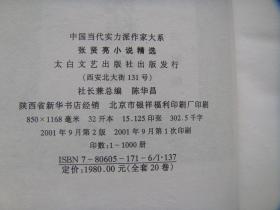 中国当代实力派作家大系
张贤亮小说精选
太白文艺出版社出版发行
(西安北大街131号)
社长兼总编 陈华昌
陕西省新华书店经销 北京市银祥福利印刷厂印刷
850×1168毫米 32开本 15.125印张 302.5千字
2001年9月第2版 2001年9月第1次印刷
印数:1-1000册
ISBN 7-80605-171-6/I·137
定价:1980.00元(全套20卷)